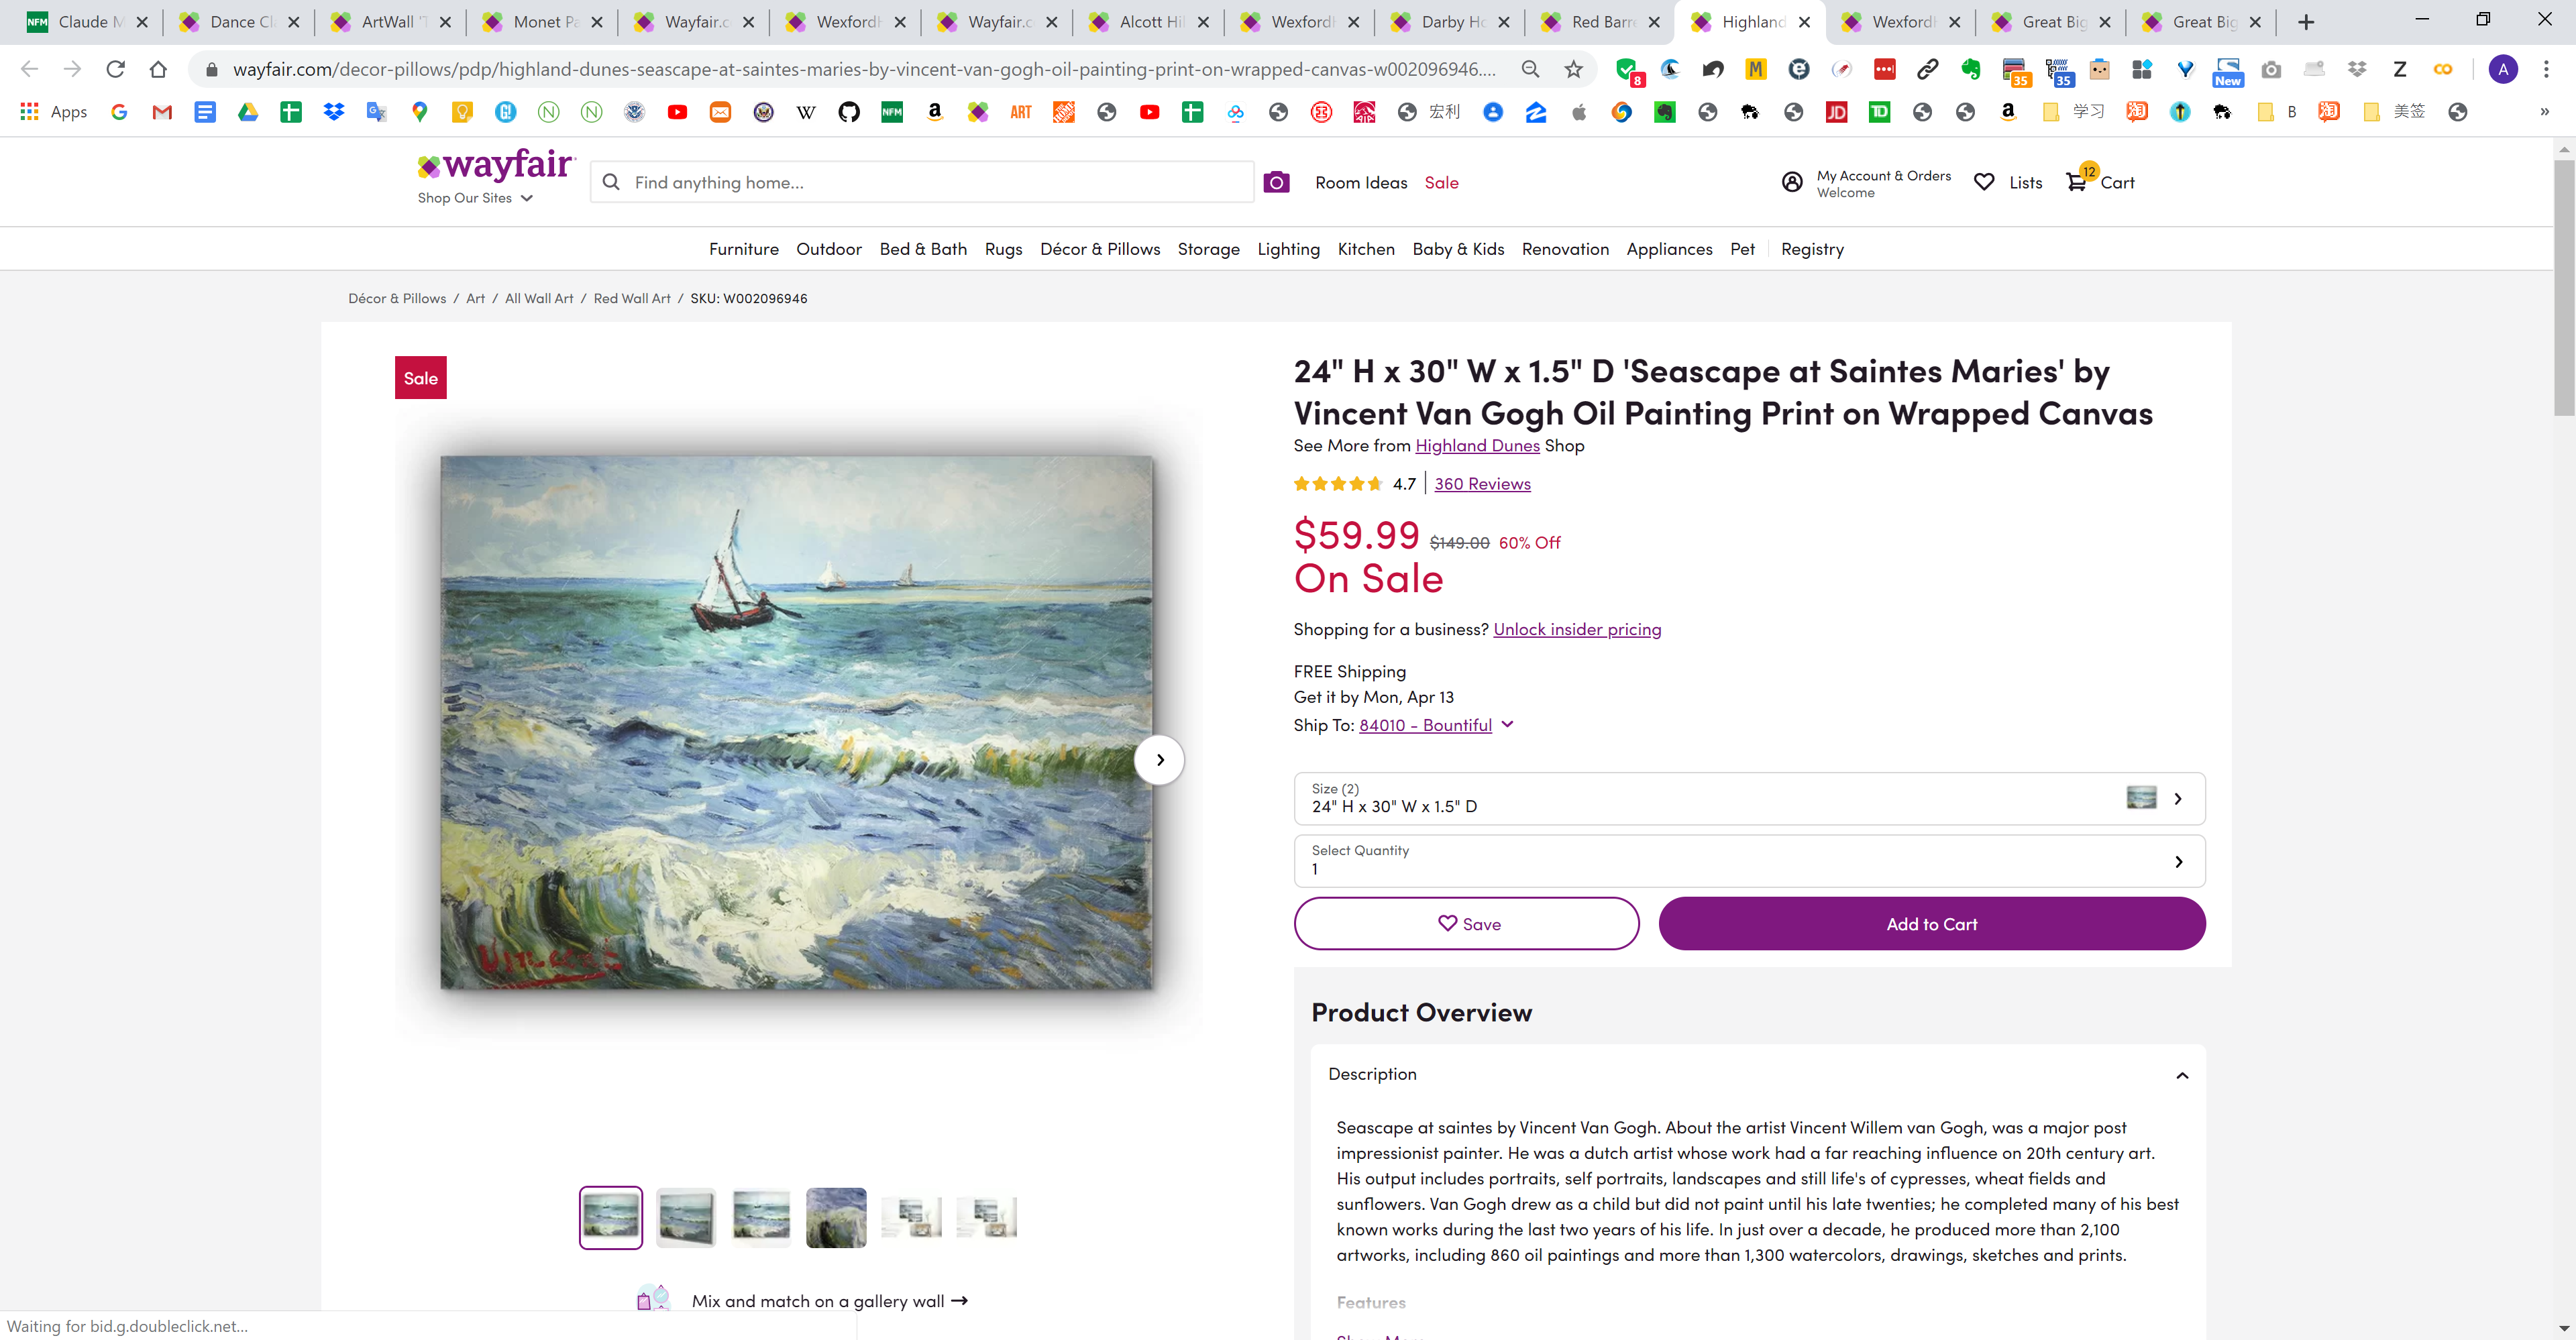 Claude M
Dance Cl
ArtWall 'T
Monet Pa
Wayfair.c
WexfordH
Wayfair.c
Alcott Hil
WexfordH
Darby Ho
Red Barre
Highland
WexfordH
Great Big
Great Big
wayfair.com/decor-pillows/pdp/highland-dunes-seascape-at-saintes-maries-by-vincent-van-gogh-oil-painting-print-on-wrapped-canvas-w002096946....
8
35
35
New
A
Apps
宏利
学习
B
美签
wayfair
Shop Our Sites
Find anything home...
Room Ideas Sale
My Account & Orders
Welcome
Lists
12
Cart
Furniture Outdoor Bed & Bath Rugs Décor & Pillows Storage Lighting Kitchen Baby & Kids Renovation Appliances Pet Registry
Décor & Pillows / Art / All Wall Art / Red Wall Art / SKU: W002096946
Sale
Vincent
24" H x 30" W x 1.5" D 'Seascape at Saintes Maries' by
Vincent Van Gogh Oil Painting Print on Wrapped Canvas
See More from Highland Dunes Shop
4.7 360 Reviews
$59.99 $149.00 60% Off
On Sale
Shopping for a business? Unlock insider pricing
FREE Shipping
Get it by Mon, Apr 13
Ship To: 84010 - Bountiful
Size (2)
24" H x 30" W x 1.5" D
Select Quantity
1
Save
Add to Cart
Product Overview
Description
Seascape at saintes by Vincent Van Gogh. About the artist Vincent Willem van Gogh, was a major post
impressionist painter. He was a dutch artist whose work had a far reaching influence on 20th century art.
His output includes portraits, self portraits, landscapes and still life's of cypresses, wheat fields and
sunflowers. Van Gogh drew as a child but did not paint until his late twenties; he completed many of his best
known works during the last two years of his life. In just over a decade, he produced more than 2,100
artworks, including 860 oil paintings and more than 1,300 watercolors, drawings, sketches and prints.
Features
Mix and match on a gallery wall
Waiting for bid.g.doubleclick.net...